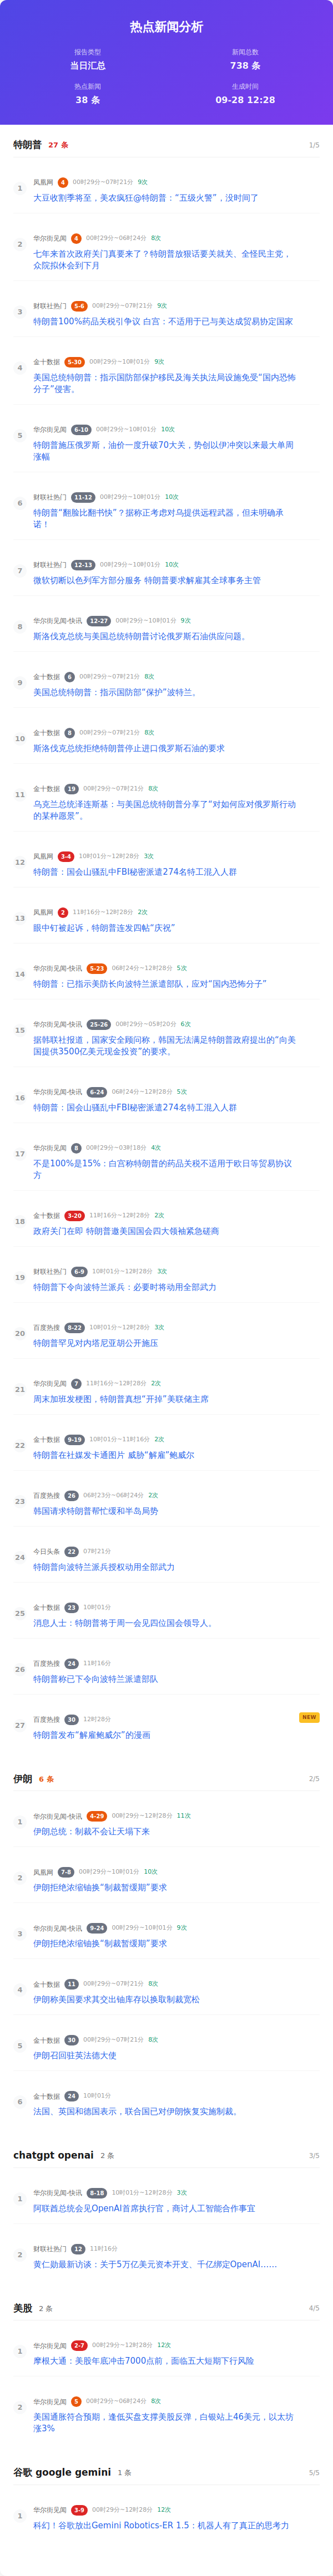 热点新闻分析
报告类型
新闻总数
当日汇总
738 条
热点新闻
生成时间
38 条
09-28 12:28
特朗普 27 条 1/5
1 凤凰网 4 00时29分~07时21分 9次
大豆收割季将至，美农疯狂@特朗普：“五级火警”，没时间了
2 华尔街见闻 4 00时29分~06时24分 8次
七年来首次政府关门真要来了？特朗普放狠话要关就关、全怪民主党，
众院拟休会到下月
3 财联社热门 5-6 00时29分~07时21分 9次
特朗普100%药品关税引争议 白宫：不适用于已与美达成贸易协定国家
4 金十数据 5-30 00时29分~10时01分 9次
美国总统特朗普：指示国防部保护移民及海关执法局设施免受“国内恐怖
分子”侵害。
5 华尔街见闻 6-10 00时29分~10时01分 10次
特朗普施压俄罗斯，油价一度升破70大关，势创以伊冲突以来最大单周
涨幅
6 财联社热门 11-12 00时29分~10时01分 10次
特朗普“翻脸比翻书快”？据称正考虑对乌提供远程武器，但未明确承
诺！
7 财联社热门 12-13 00时29分~10时01分 10次
微软切断以色列军方部分服务 特朗普要求解雇其全球事务主管
8 华尔街见闻-快讯 12-27 00时29分~10时01分 9次
斯洛伐克总统与美国总统特朗普讨论俄罗斯石油供应问题。
9 金十数据 6 00时29分~07时21分 8次
美国总统特朗普：指示国防部“保护”波特兰。
10 金十数据 8 00时29分~07时21分 8次
斯洛伐克总统拒绝特朗普停止进口俄罗斯石油的要求
11 金十数据 19 00时29分~07时21分 8次
乌克兰总统泽连斯基：与美国总统特朗普分享了“对如何应对俄罗斯行动
的某种愿景”。
12 凤凰网 3-4 10时01分~12时28分 3次
特朗普：国会山骚乱中FBI秘密派遣274名特工混入人群
13 凤凰网 2 11时16分~12时28分 2次
眼中钉被起诉，特朗普连发四帖“庆祝”
14 华尔街见闻-快讯 5-23 06时24分~12时28分 5次
特朗普：已指示美防长向波特兰派遣部队，应对“国内恐怖分子”
15 华尔街见闻-快讯 25-26 00时29分~05时20分 6次
据韩联社报道，国家安全顾问称，韩国无法满足特朗普政府提出的“向美
国提供3500亿美元现金投资”的要求。
16 华尔街见闻-快讯 6-24 06时24分~12时28分 5次
特朗普：国会山骚乱中FBI秘密派遣274名特工混入人群
17 华尔街见闻 8 00时29分~03时18分 4次
不是100%是15%：白宫称特朗普的药品关税不适用于欧日等贸易协议
方
18 金十数据 3-20 11时16分~12时28分 2次
政府关门在即 特朗普邀美国国会四大领袖紧急磋商
19 财联社热门 6-9 10时01分~12时28分 3次
特朗普下令向波特兰派兵：必要时将动用全部武力
20 百度热搜 8-22 10时01分~12时28分 3次
特朗普罕见对内塔尼亚胡公开施压
21 华尔街见闻 7 11时16分~12时28分 2次
周末加班发梗图，特朗普真想“开掉”美联储主席
22 金十数据 9-19 10时01分~11时16分 2次
特朗普在社媒发卡通图片 威胁“解雇”鲍威尔
23 百度热搜 26 06时23分~06时24分 2次
韩国请求特朗普帮忙缓和半岛局势
24 今日头条 22 07时21分
特朗普向波特兰派兵授权动用全部武力
25 金十数据 23 10时01分
消息人士：特朗普将于周一会见四位国会领导人。
26 百度热搜 24 11时16分
特朗普称已下令向波特兰派遣部队
27 百度热搜 30 12时28分 NEW
特朗普发布“解雇鲍威尔”的漫画
伊朗 6 条 2/5
1 华尔街见闻-快讯 4-29 00时29分~12时28分 11次
伊朗总统：制裁不会让天塌下来
2 凤凰网 7-8 00时29分~10时01分 10次
伊朗拒绝浓缩铀换“制裁暂缓期”要求
3 华尔街见闻-快讯 9-24 00时29分~10时01分 9次
伊朗拒绝浓缩铀换“制裁暂缓期”要求
4 金十数据 11 00时29分~07时21分 8次
伊朗称美国要求其交出铀库存以换取制裁宽松
5 金十数据 30 00时29分~07时21分 8次
伊朗召回驻英法德大使
6 金十数据 24 10时01分
法国、英国和德国表示，联合国已对伊朗恢复实施制裁。
chatgpt openai 2 条 3/5
1 华尔街见闻-快讯 8-18 10时01分~12时28分 3次
阿联酋总统会见OpenAI首席执行官，商讨人工智能合作事宜
2 财联社热门 12 11时16分
黄仁勋最新访谈：关于5万亿美元资本开支、千亿绑定OpenAI……
美股 2 条 4/5
1 华尔街见闻 2-7 00时29分~12时28分 12次
摩根大通：美股年底冲击7000点前，面临五大短期下行风险
2 华尔街见闻 5 00时29分~06时24分 8次
美国通胀符合预期，逢低买盘支撑美股反弹，白银站上46美元，以太坊
涨3%
谷歌 google gemini 1 条 5/5
1 华尔街见闻 3-9 00时29分~12时28分 12次
科幻！谷歌放出Gemini Robotics-ER 1.5：机器人有了真正的思考力